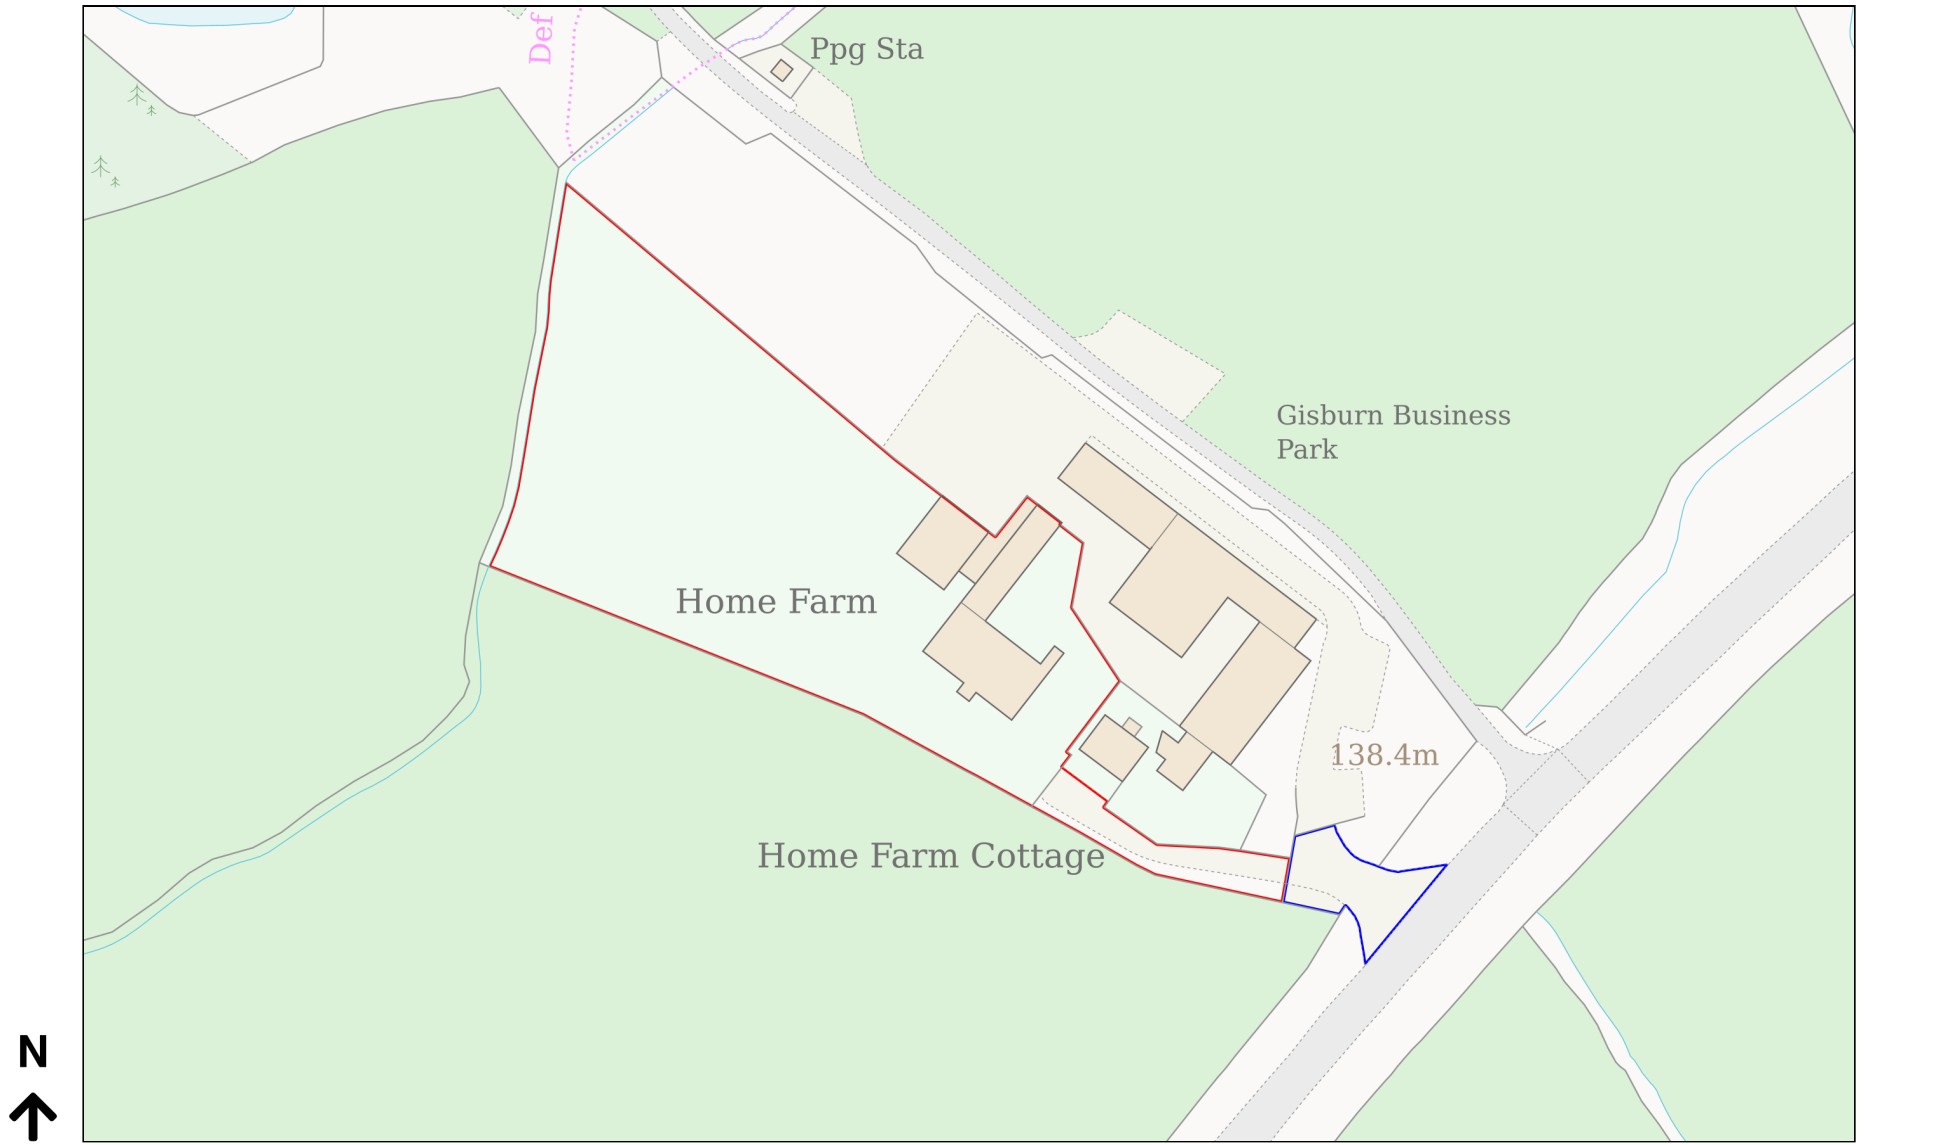 Def
Ppg Sta
Gisburn Business
Park
Home Farm
138.4m
Home Farm Cottage
N